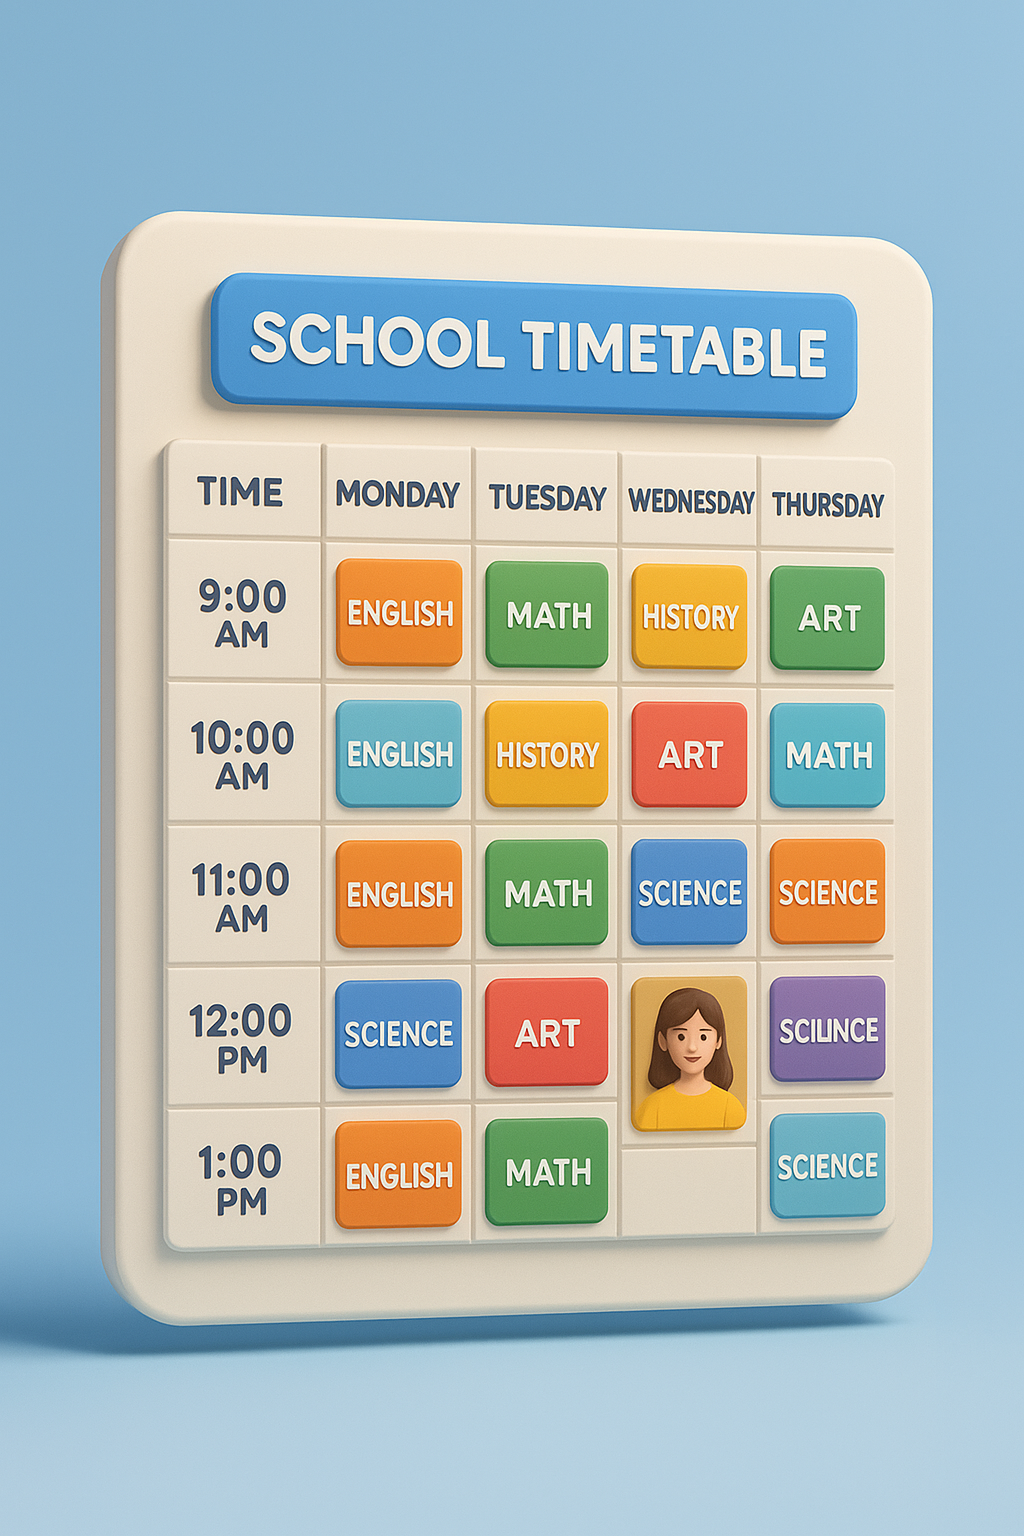 SCHOOL TIMETABLE
TIME MONDAY TUESDAY WEDNESDAY THURSDAY
9:00 AM ENGLISH MATH HISTORY ART
10:00 AM ENGLISH HISTORY ART MATH
11:00 AM ENGLISH MATH SCIENCE SCIENCE
12:00 PM SCIENCE ART SCIUNCE
1:00 PM ENGLISH MATH SCIENCE